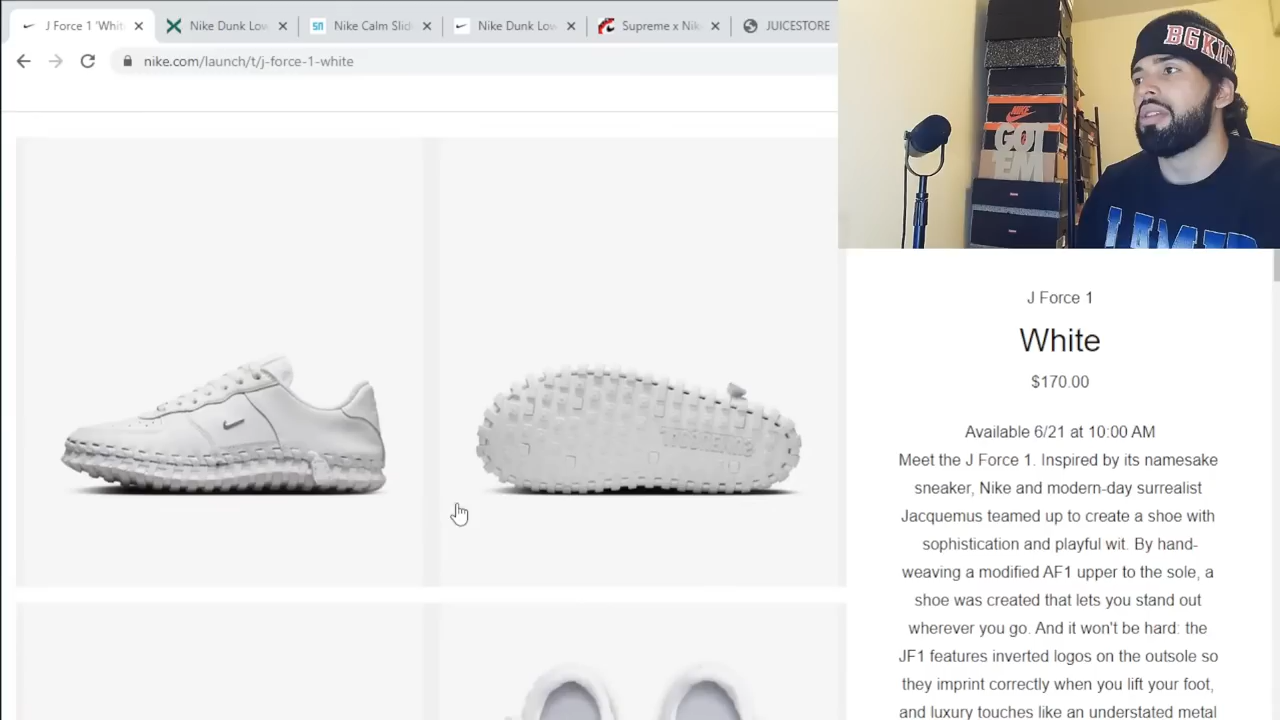 J Force 1 'Whit
Nike Dunk Low
Nike Calm Slid
Nike Dunk Low
Supreme x Nik
JUICESTORE
nike.com/launch/t/j-force-1-white
BGKIC
NIKE
GOT
'EM
J Force 1
White
$170.00
Available 6/21 at 10:00 AM
Meet the J Force 1. Inspired by its namesake
sneaker, Nike and modern-day surrealist
Jacquemus teamed up to create a shoe with
sophistication and playful wit. By hand-
weaving a modified AF1 upper to the sole, a
shoe was created that lets you stand out
wherever you go. And it won't be hard: the
JF1 features inverted logos on the outsole so
they imprint correctly when you lift your foot,
and luxury touches like an understated metal